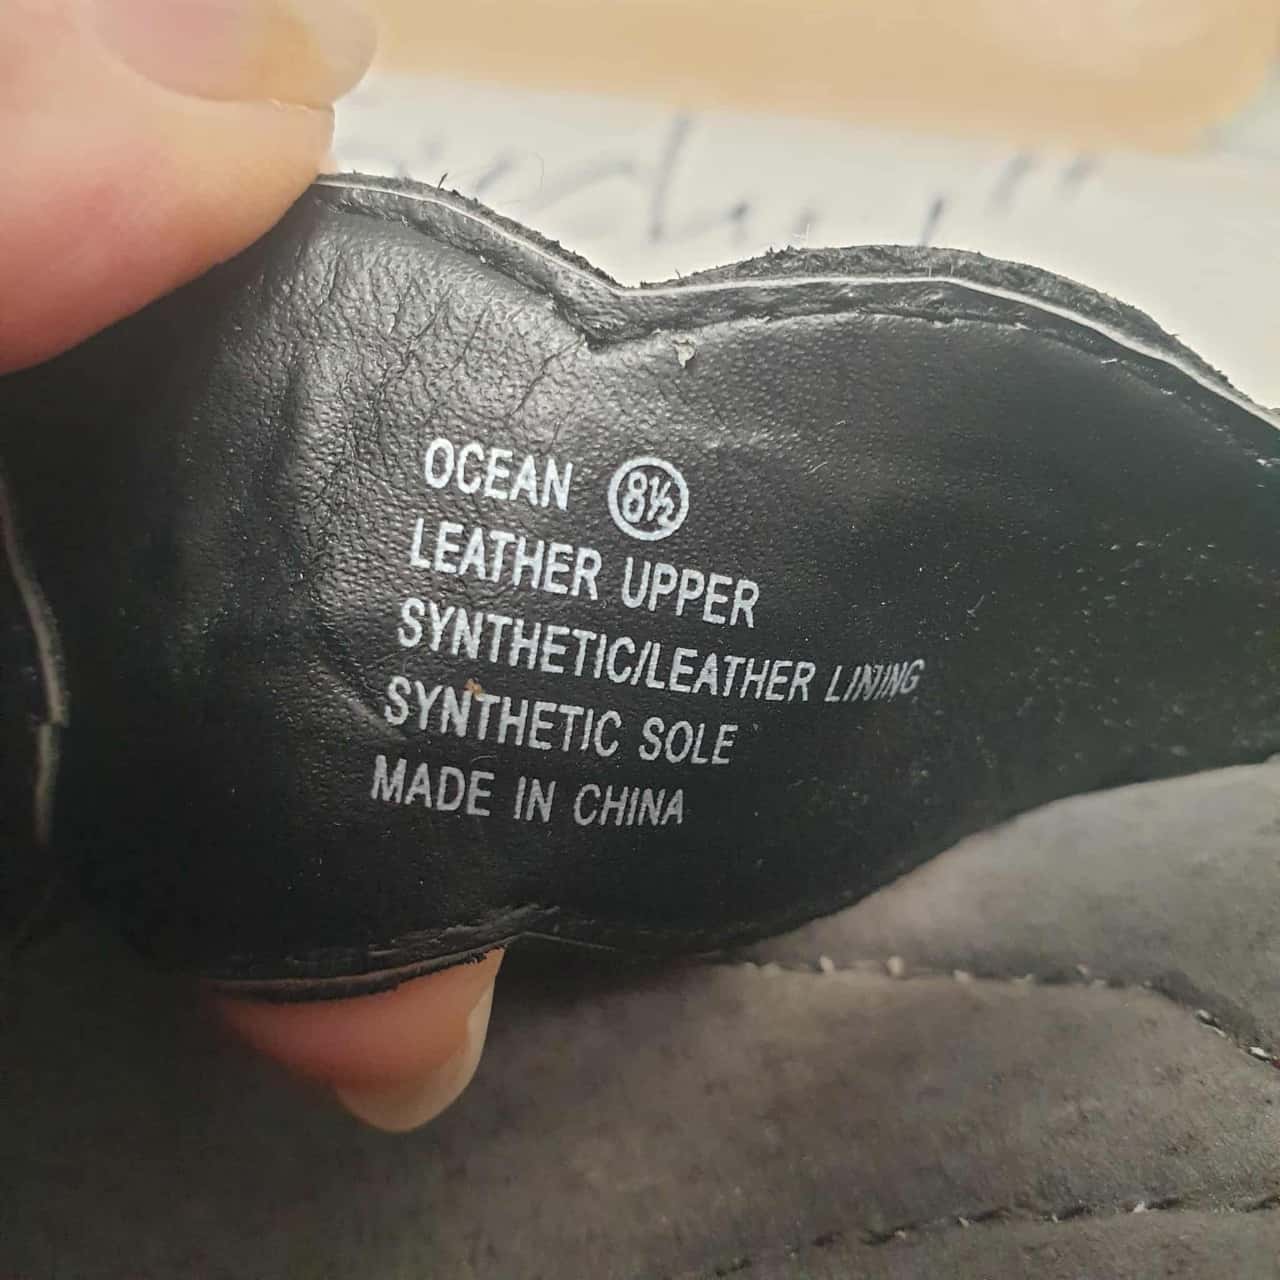 OCEAN 8½
LEATHER UPPER
SYNTHETIC/LEATHER LINING
SYNTHETIC SOLE
MADE IN CHINA